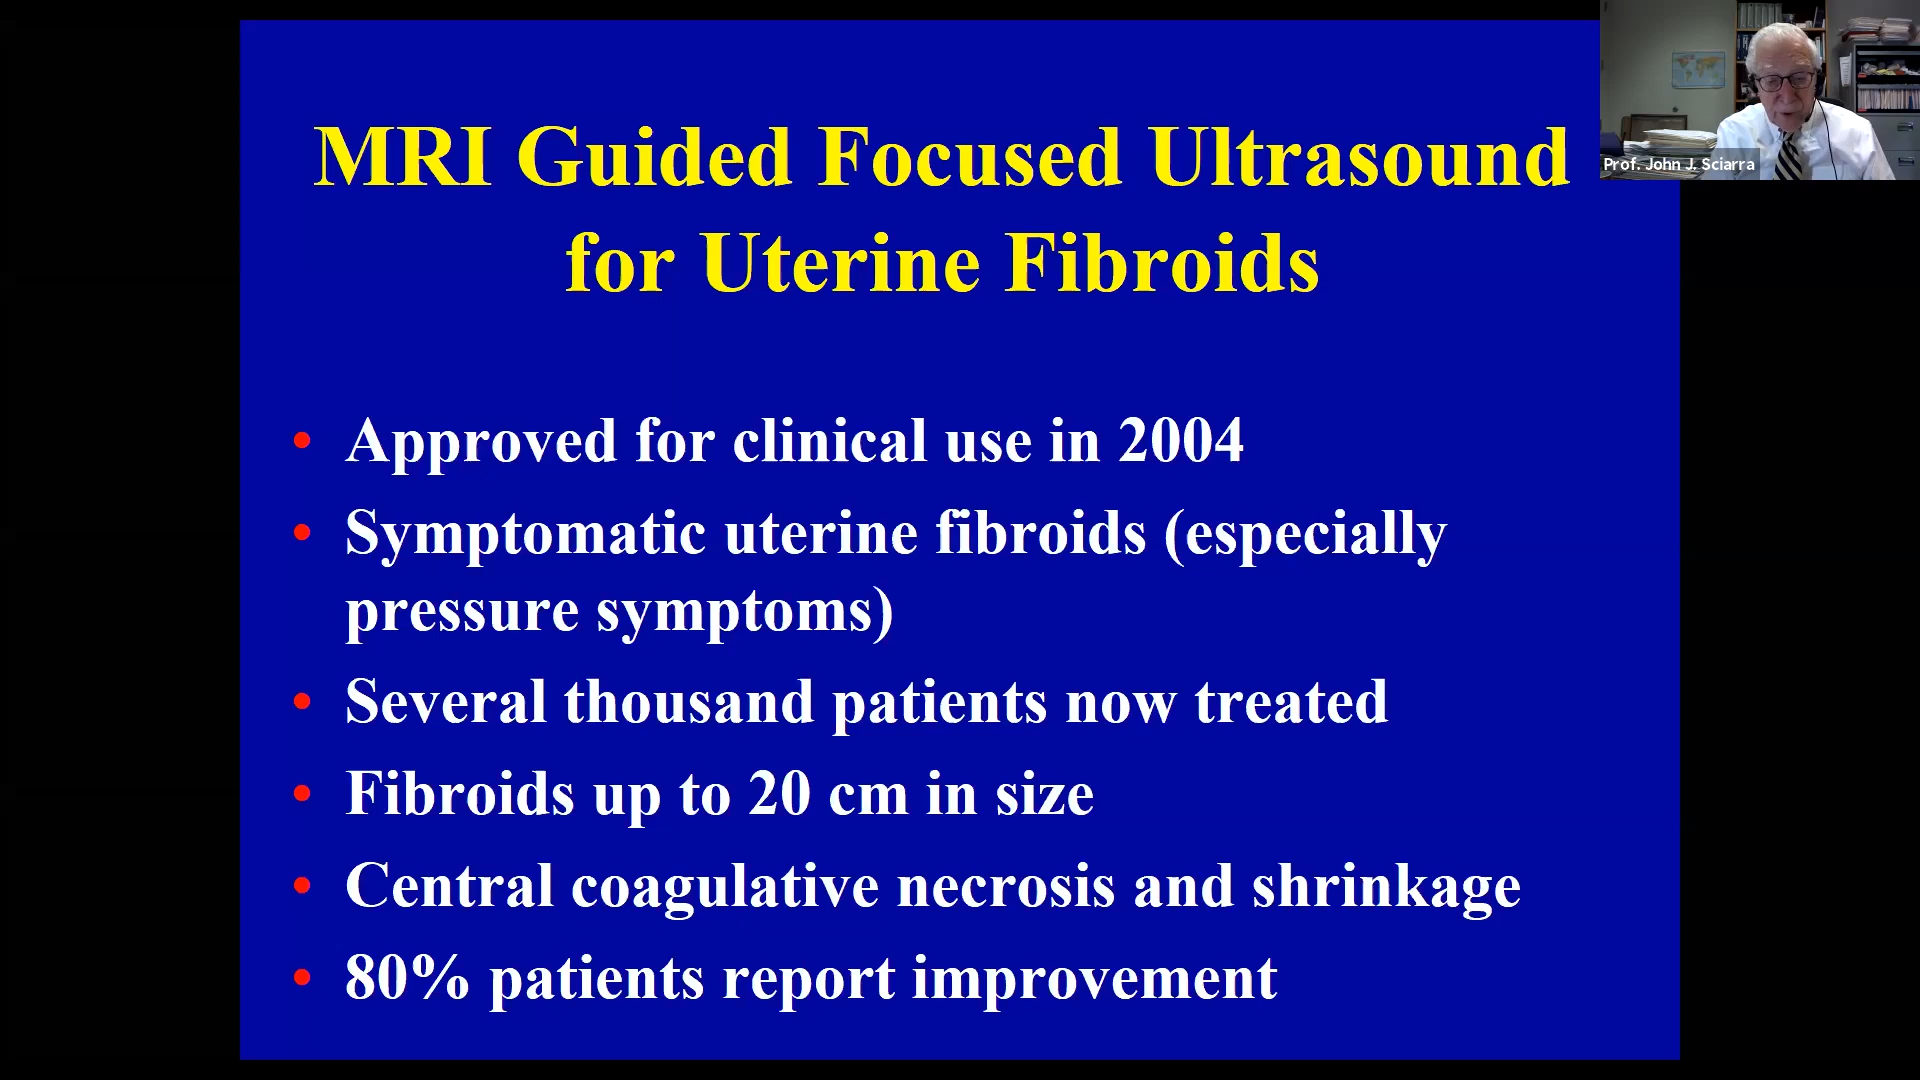 MRI Guided Focused Ultrasound
for Uterine Fibroids
Prof. John J. Sciarra
• Approved for clinical use in 2004
• Symptomatic uterine fibroids (especially
pressure symptoms)
• Several thousand patients now treated
• Fibroids up to 20 cm in size
• Central coagulative necrosis and shrinkage
• 80% patients report improvement